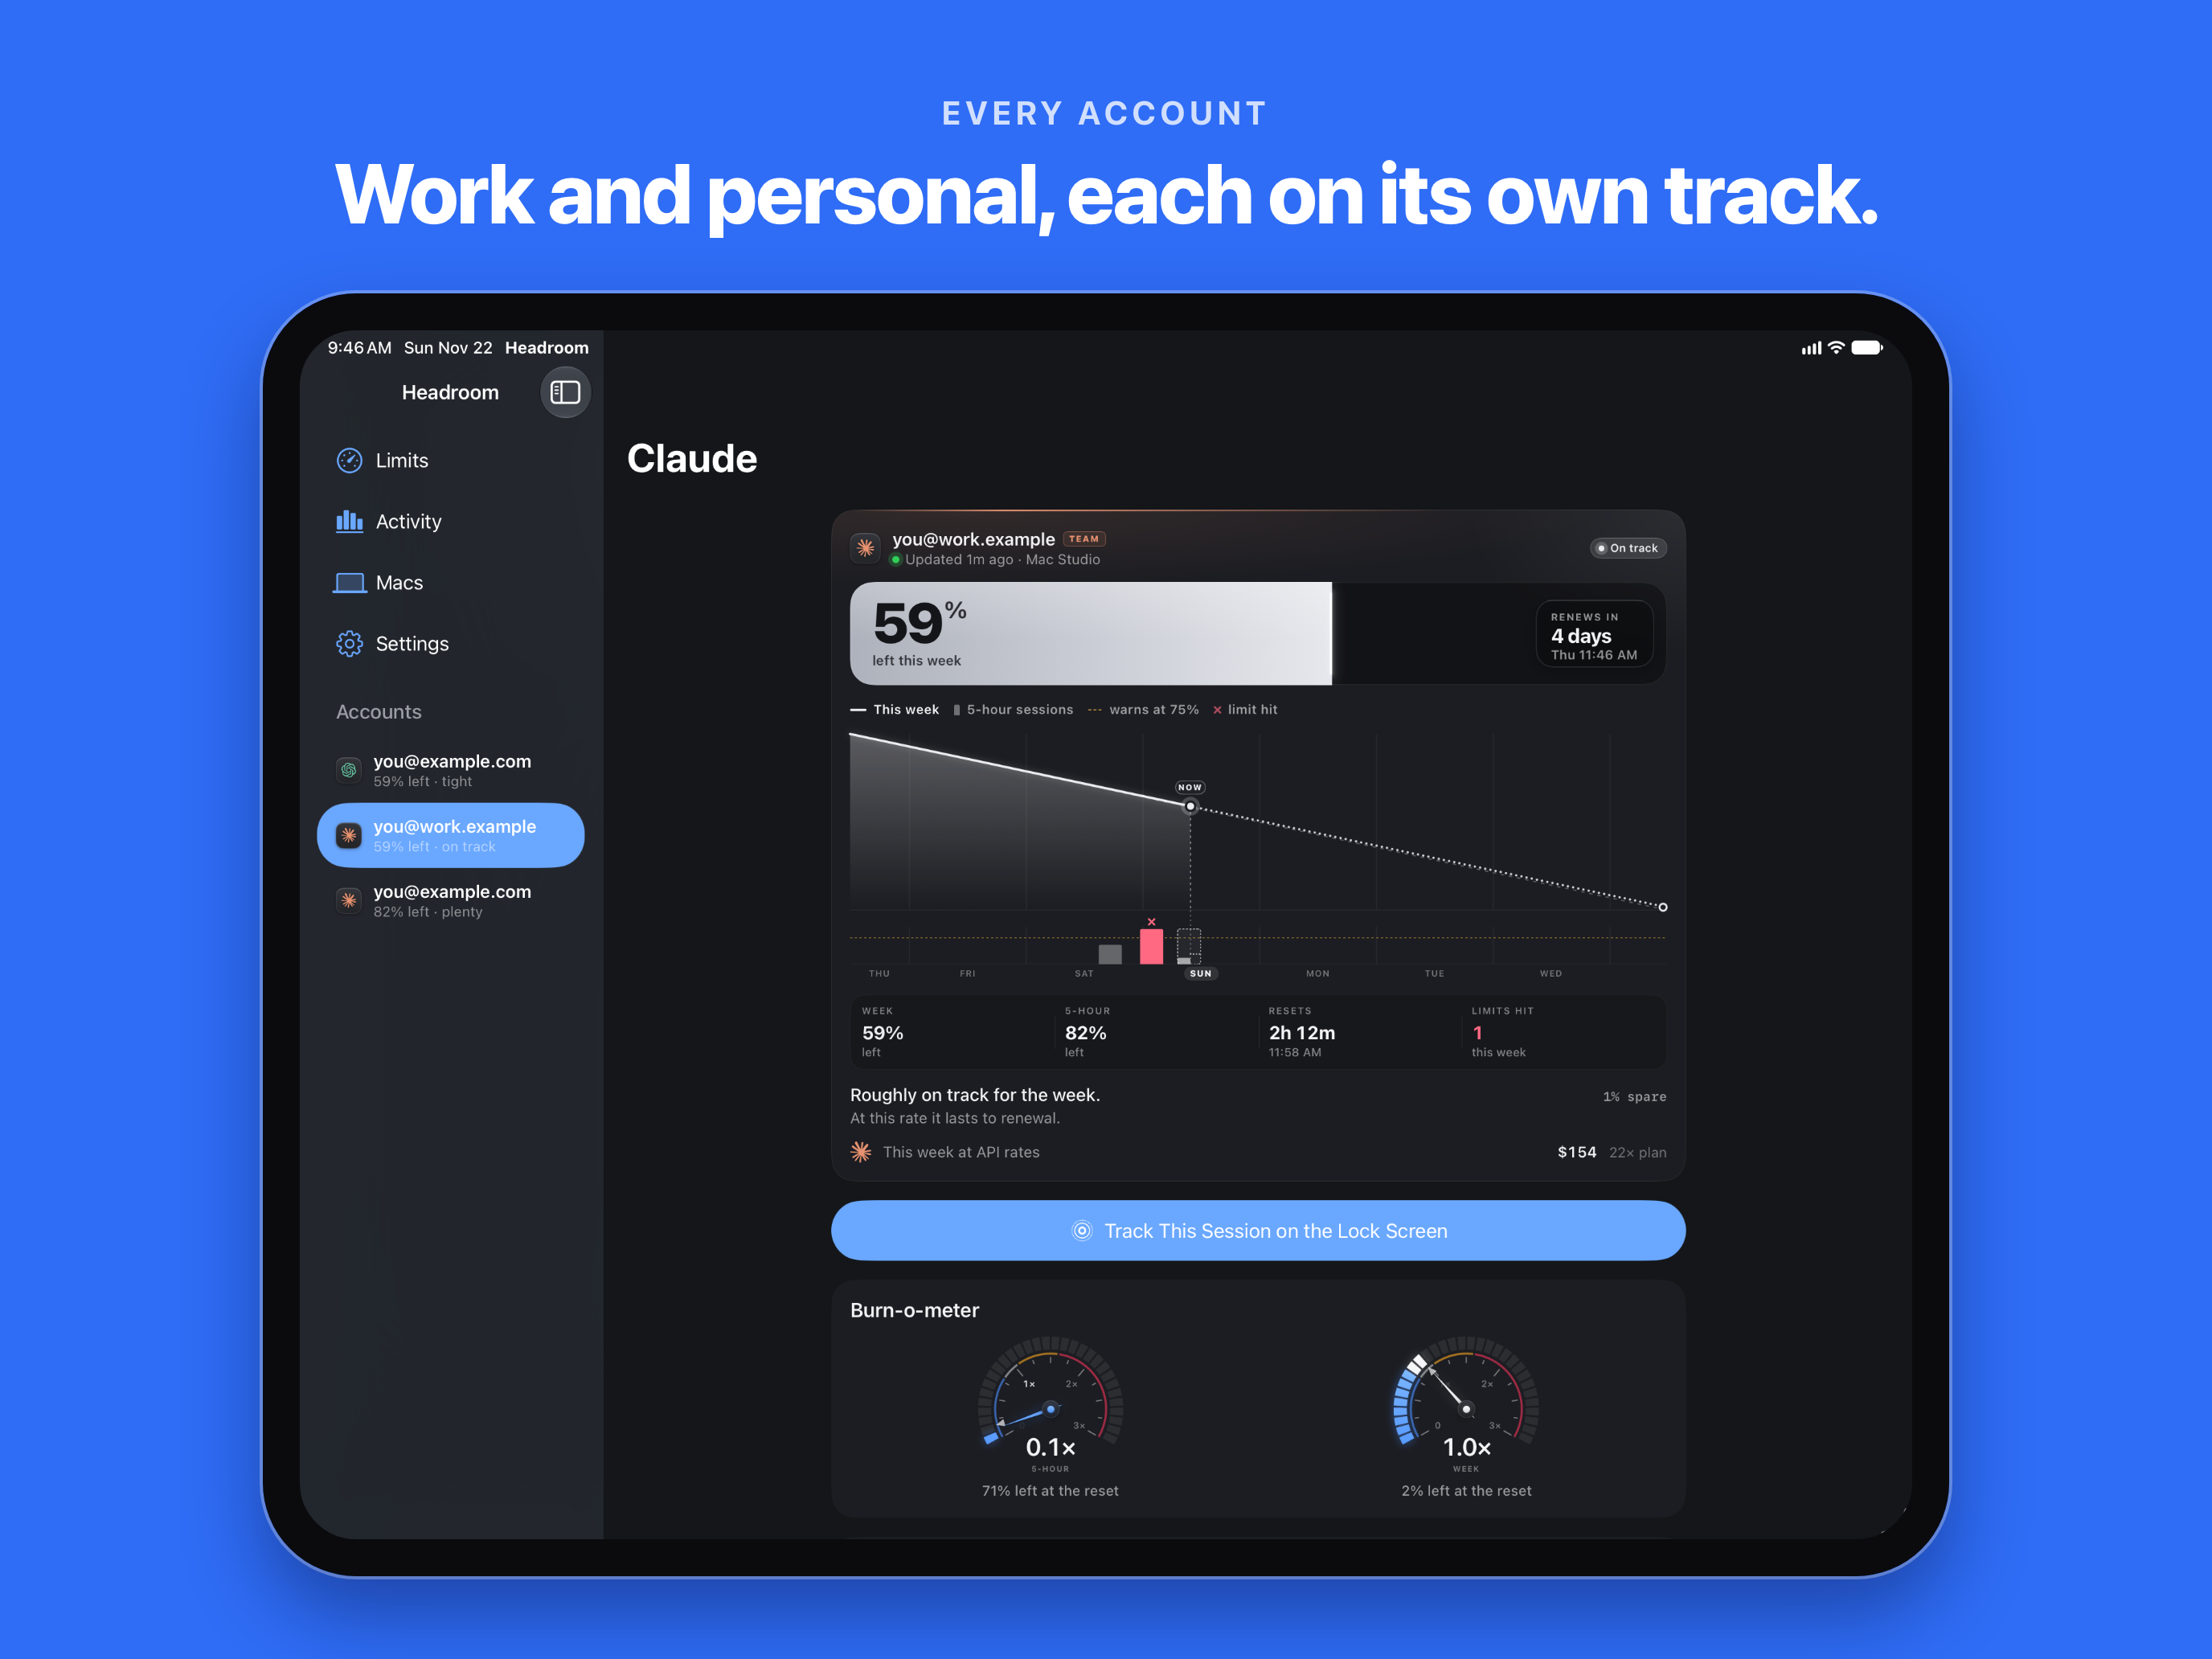 EVERY ACCOUNT
Work and personal, each on its own track.
9:46 AM Sun Nov 22 Headroom
Headroom
Limits
Activity
Macs
Settings
Accounts
you@example.com
59% left · tight
you@work.example
59% left · on track
you@example.com
82% left · plenty
Claude
you@work.example TEAM
Updated 1m ago · Mac Studio
On track
59%
left this week
RENEWS IN
4 days
Thu 11:46 AM
This week 5-hour sessions warns at 75% × limit hit
NOW
×
THU FRI SAT SUN MON TUE WED
WEEK
59%
left
5-HOUR
82%
left
RESETS
2h 12m
11:58 AM
LIMITS HIT
1
this week
Roughly on track for the week.
1% spare
At this rate it lasts to renewal.
This week at API rates
$154 22× plan
Track This Session on the Lock Screen
Burn-o-meter
1× 2×
3×
0.1×
5-HOUR
71% left at the reset
2×
0 3×
1.0×
WEEK
2% left at the reset